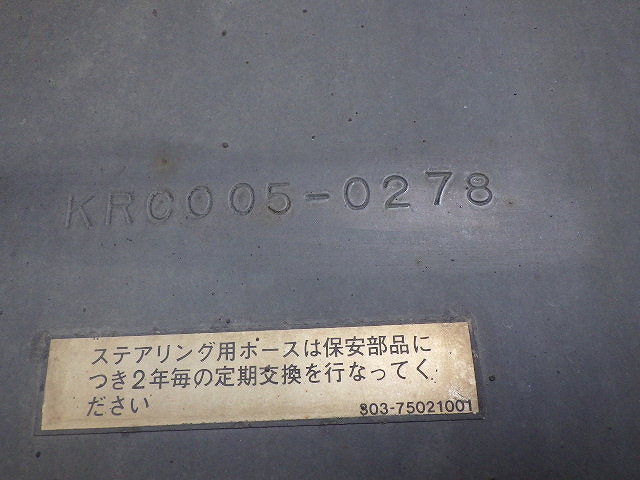 KRC005-0278
ステアリング用ホースは保安部品に
つき2年毎の定期交換を行なってく
ださい
803-75021001